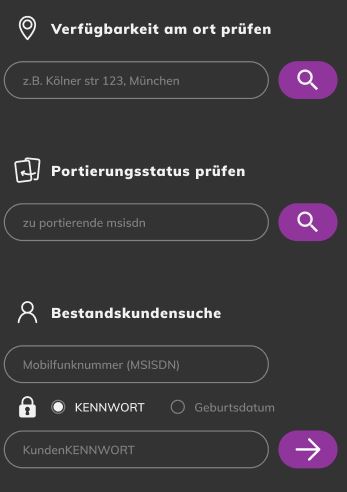 Verfügbarkeit am ort prüfen
z.B. Kölner str 123, München
Portierungsstatus prüfen
zu portierende msisdn
Bestandskundensuche
Mobilfunknummer (MSISDN)
KENNWORT Geburtsdatum
KundenKENNWORT